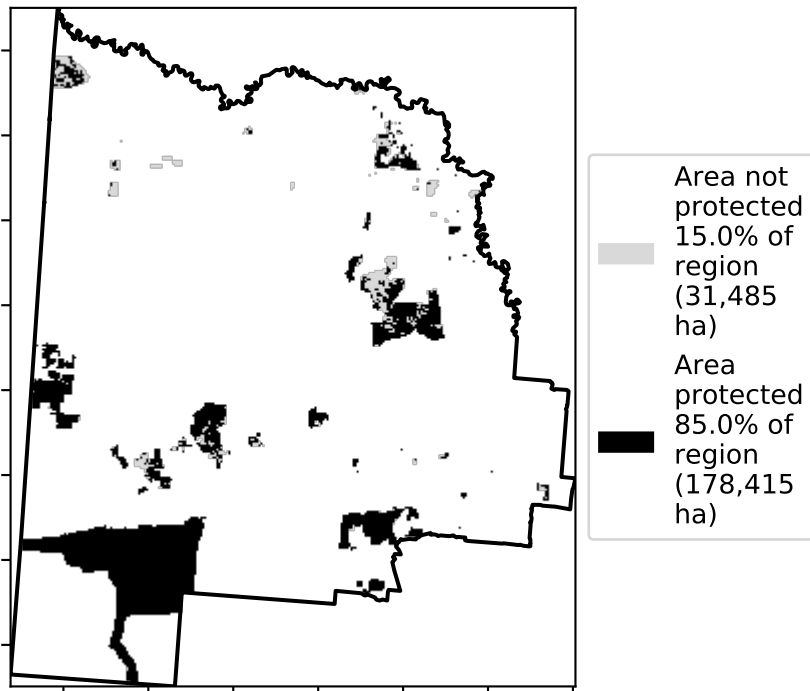 Area not
protected
15.0% of
region
(31,485
ha)
Area
protected
85.0% of
region
(178,415
ha)